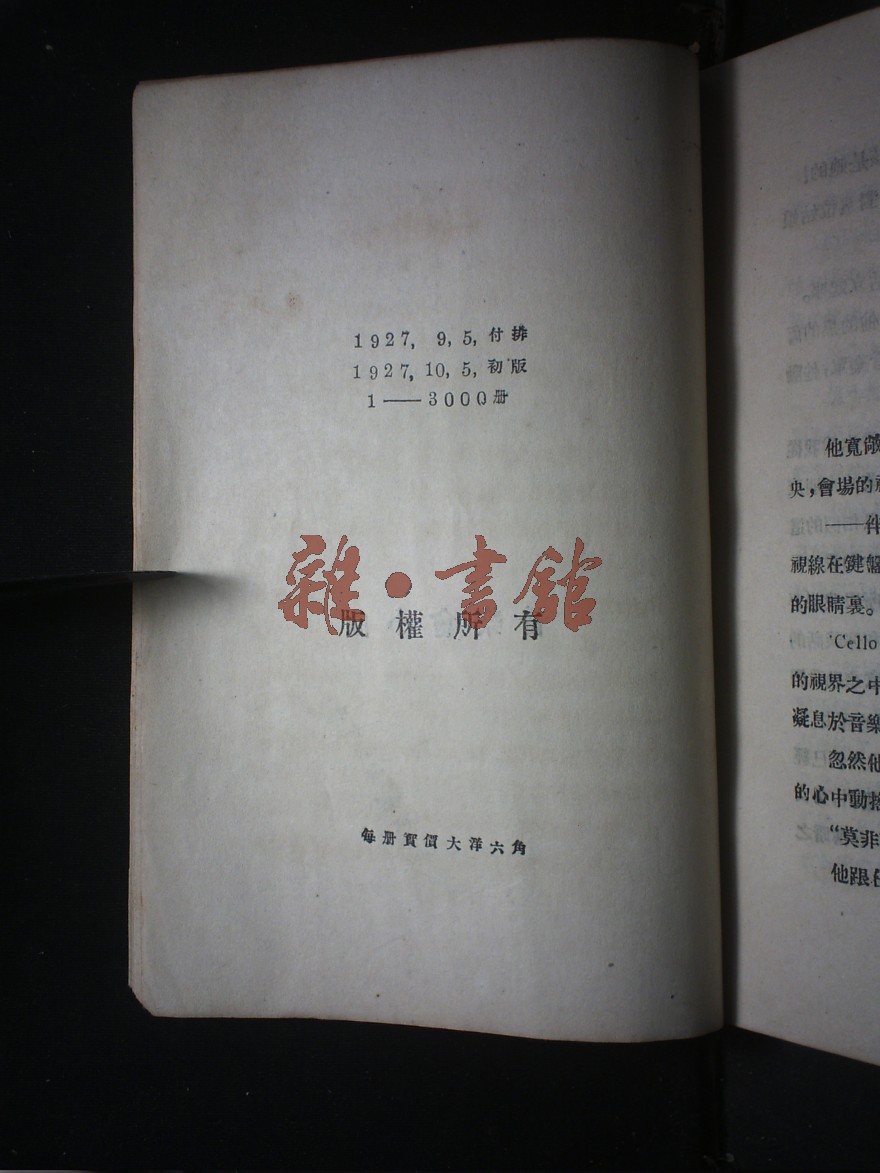 1927, 9, 5, 付排
1927, 10, 5, 初版
1——3000册
雜·書館
版權所有
每册實價大洋六角
他寬敞
央，會場的
視線在鍵盤
的眼睛裏。
'Cello
的視界之中
凝息於音樂
忽然他
的心中動搖
“莫非
他跟